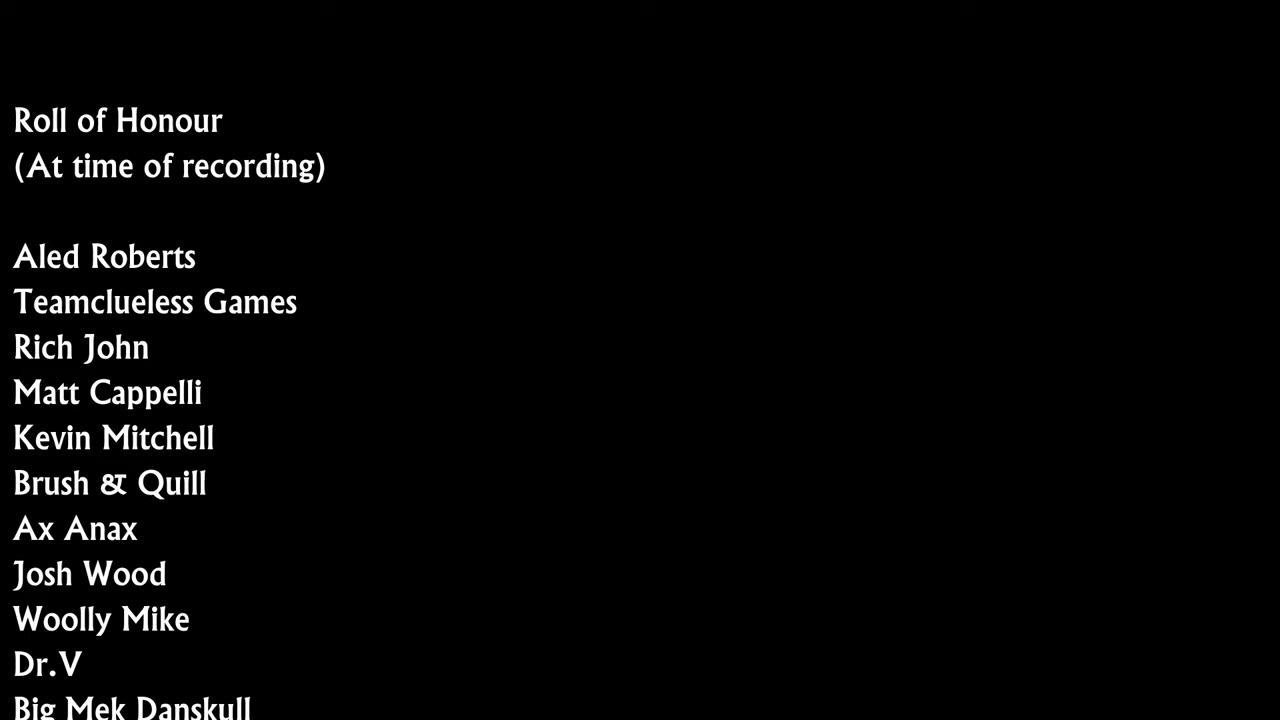 Roll of Honour
(At time of recording)
Aled Roberts
Teamclueless Games
Rich John
Matt Cappelli
Kevin Mitchell
Brush & Quill
Ax Anax
Josh Wood
Woolly Mike
Dr.V
Big Mek Danskull